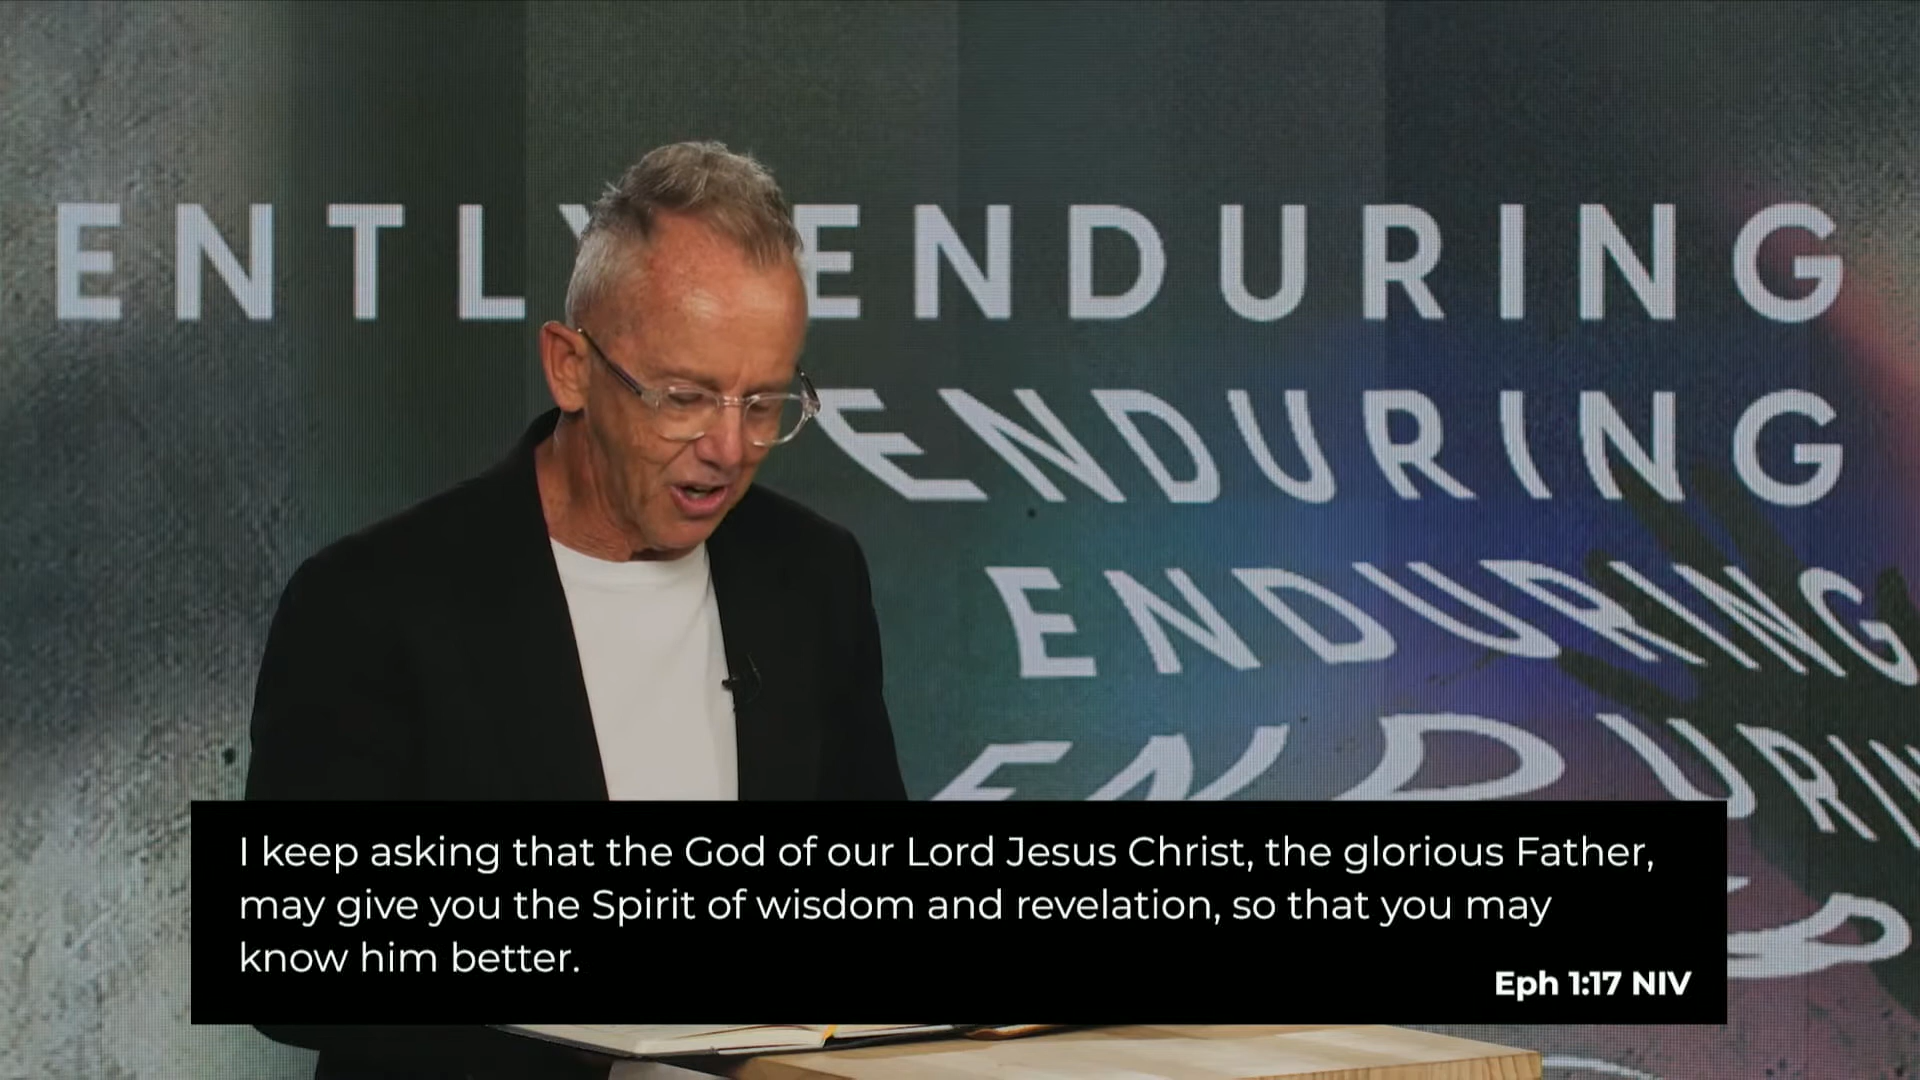 ENTLY ENDURING
ENDURING
ENDURING
ENDURIN
I keep asking that the God of our Lord Jesus Christ, the glorious Father,
may give you the Spirit of wisdom and revelation, so that you may
know him better.
Eph 1:17 NIV